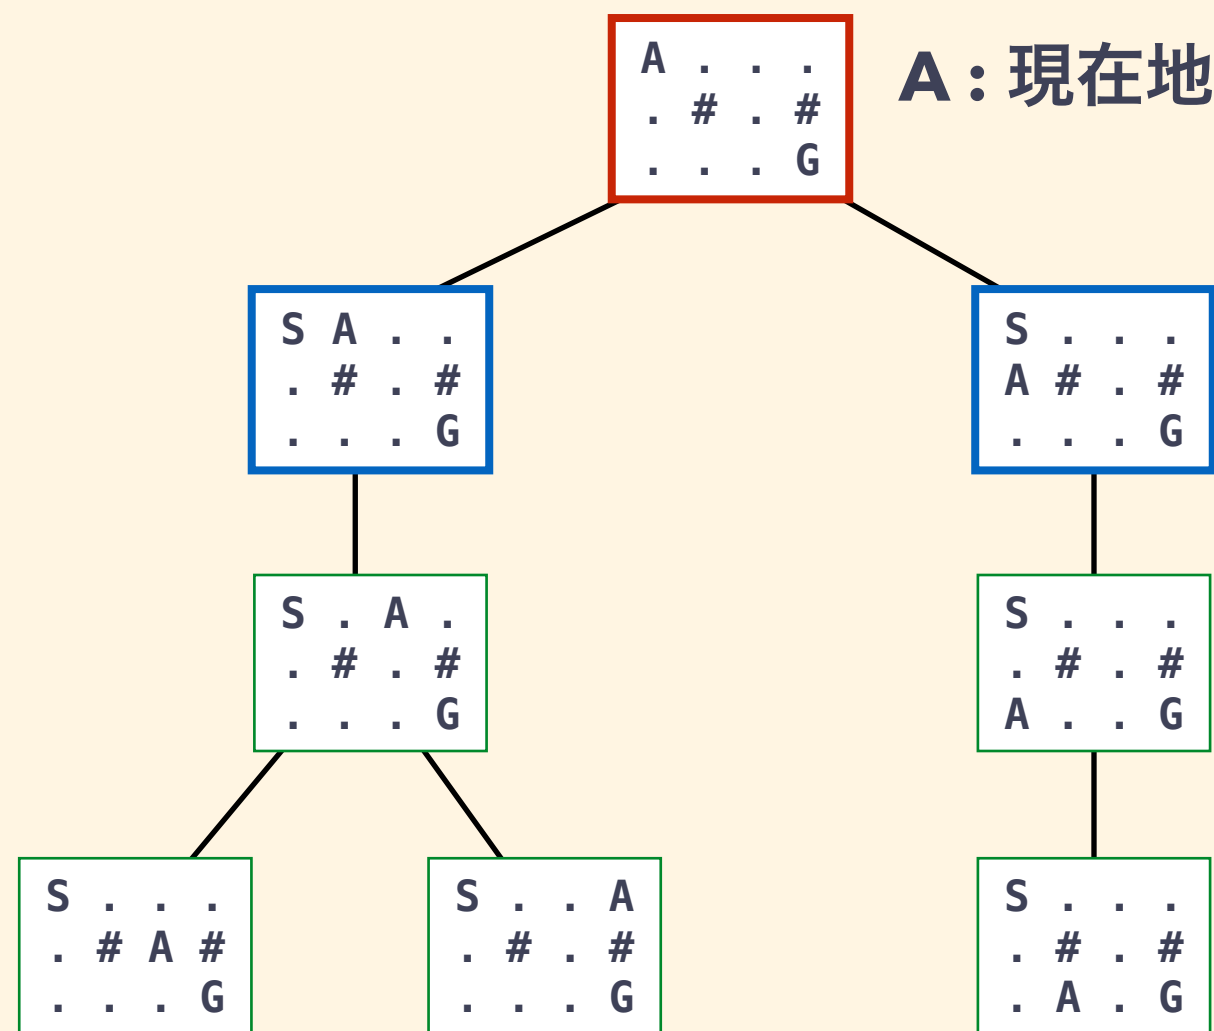 A . . .
. # . #
. . . G
A : 現在地
S A . .
. # . #
. . . G
S . . .
A # . #
. . . G
S . A .
. # . #
. . . G
S . . .
. # . #
A . . G
S . . .
. # A #
. . . G
S . . A
. # . #
. . . G
S . . .
. # . #
. A . G